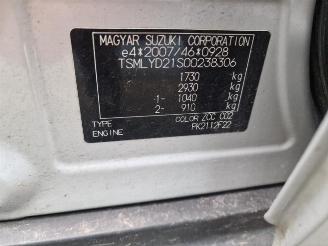 MAGYAR SUZUKI CORPORATION
e4*2007/46*0928
TSMLYD21S00238306
1730 kg
2930 kg
1- 1040 kg
2- 910 kg
COLOR ZCC C02
TYPE PK2112F22
ENGINE